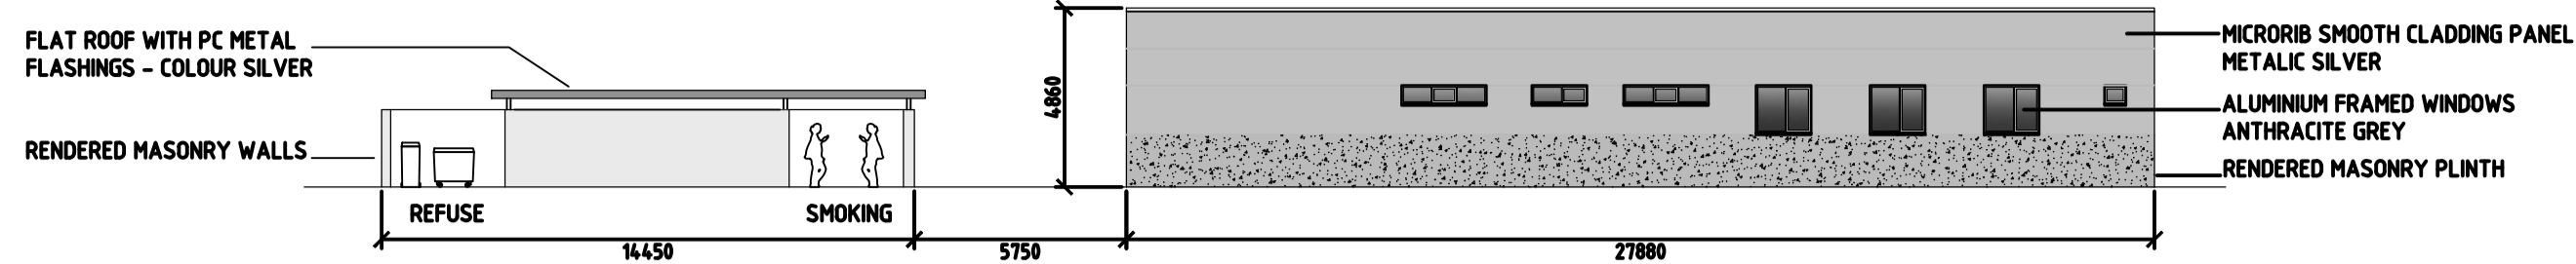 FLAT ROOF WITH PC METAL
FLASHINGS - COLOUR SILVER
RENDERED MASONRY WALLS
REFUSE
SMOKING
14450
5750
4860
27880
MICRORIB SMOOTH CLADDING PANEL
METALIC SILVER
ALUMINIUM FRAMED WINDOWS
ANTHRACITE GREY
RENDERED MASONRY PLINTH